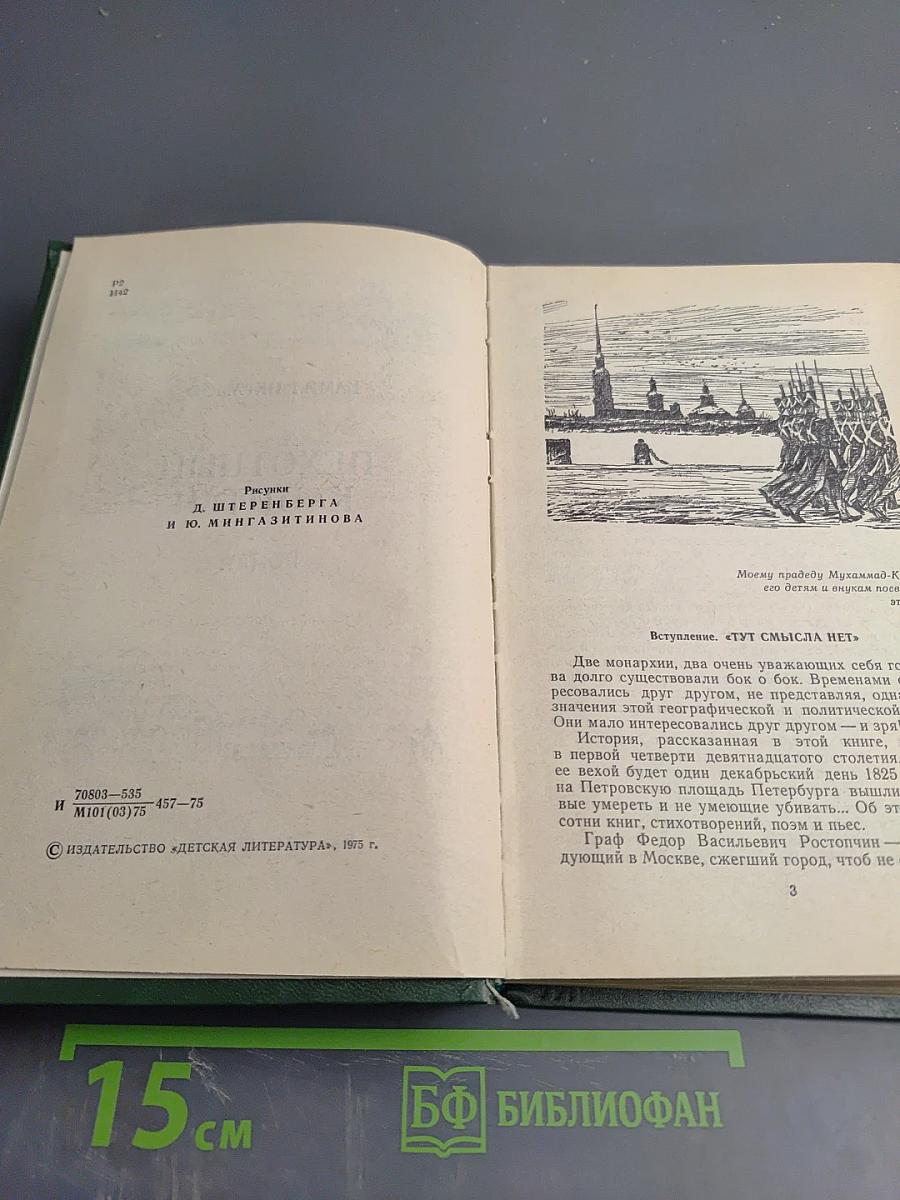 Р2
И42
Рисунки
Д. ШТЕРЕНБЕРГА
И Ю. МИНГАЗИТИНОВА
И 70803—535
М101(03)75 —457—75
© ИЗДАТЕЛЬСТВО «ДЕТСКАЯ ЛИТЕРАТУРА», 1975 г.
Моему прадеду Мухаммад-К
его детям и внукам посв
эт
Вступление. «ТУТ СМЫСЛА НЕТ»
Две монархии, два очень уважающих себя го
ва долго существовали бок о бок. Временами
ресовались друг другом, не представляя, одна
значения этой географической и политической
Они мало интересовались друг другом — и зря!
История, рассказанная в этой книге,
в первой четверти девятнадцатого столетия.
ее вехой будет один декабрьский день 1825
на Петровскую площадь Петербурга вышли
вые умереть и не умеющие убивать... Об эт
сотни книг, стихотворений, поэм и пьес.
Граф Федор Васильевич Ростопчин —
дующий в Москве, сжегший город, чтоб не
3
15 см
БФ БИБЛИОФАН